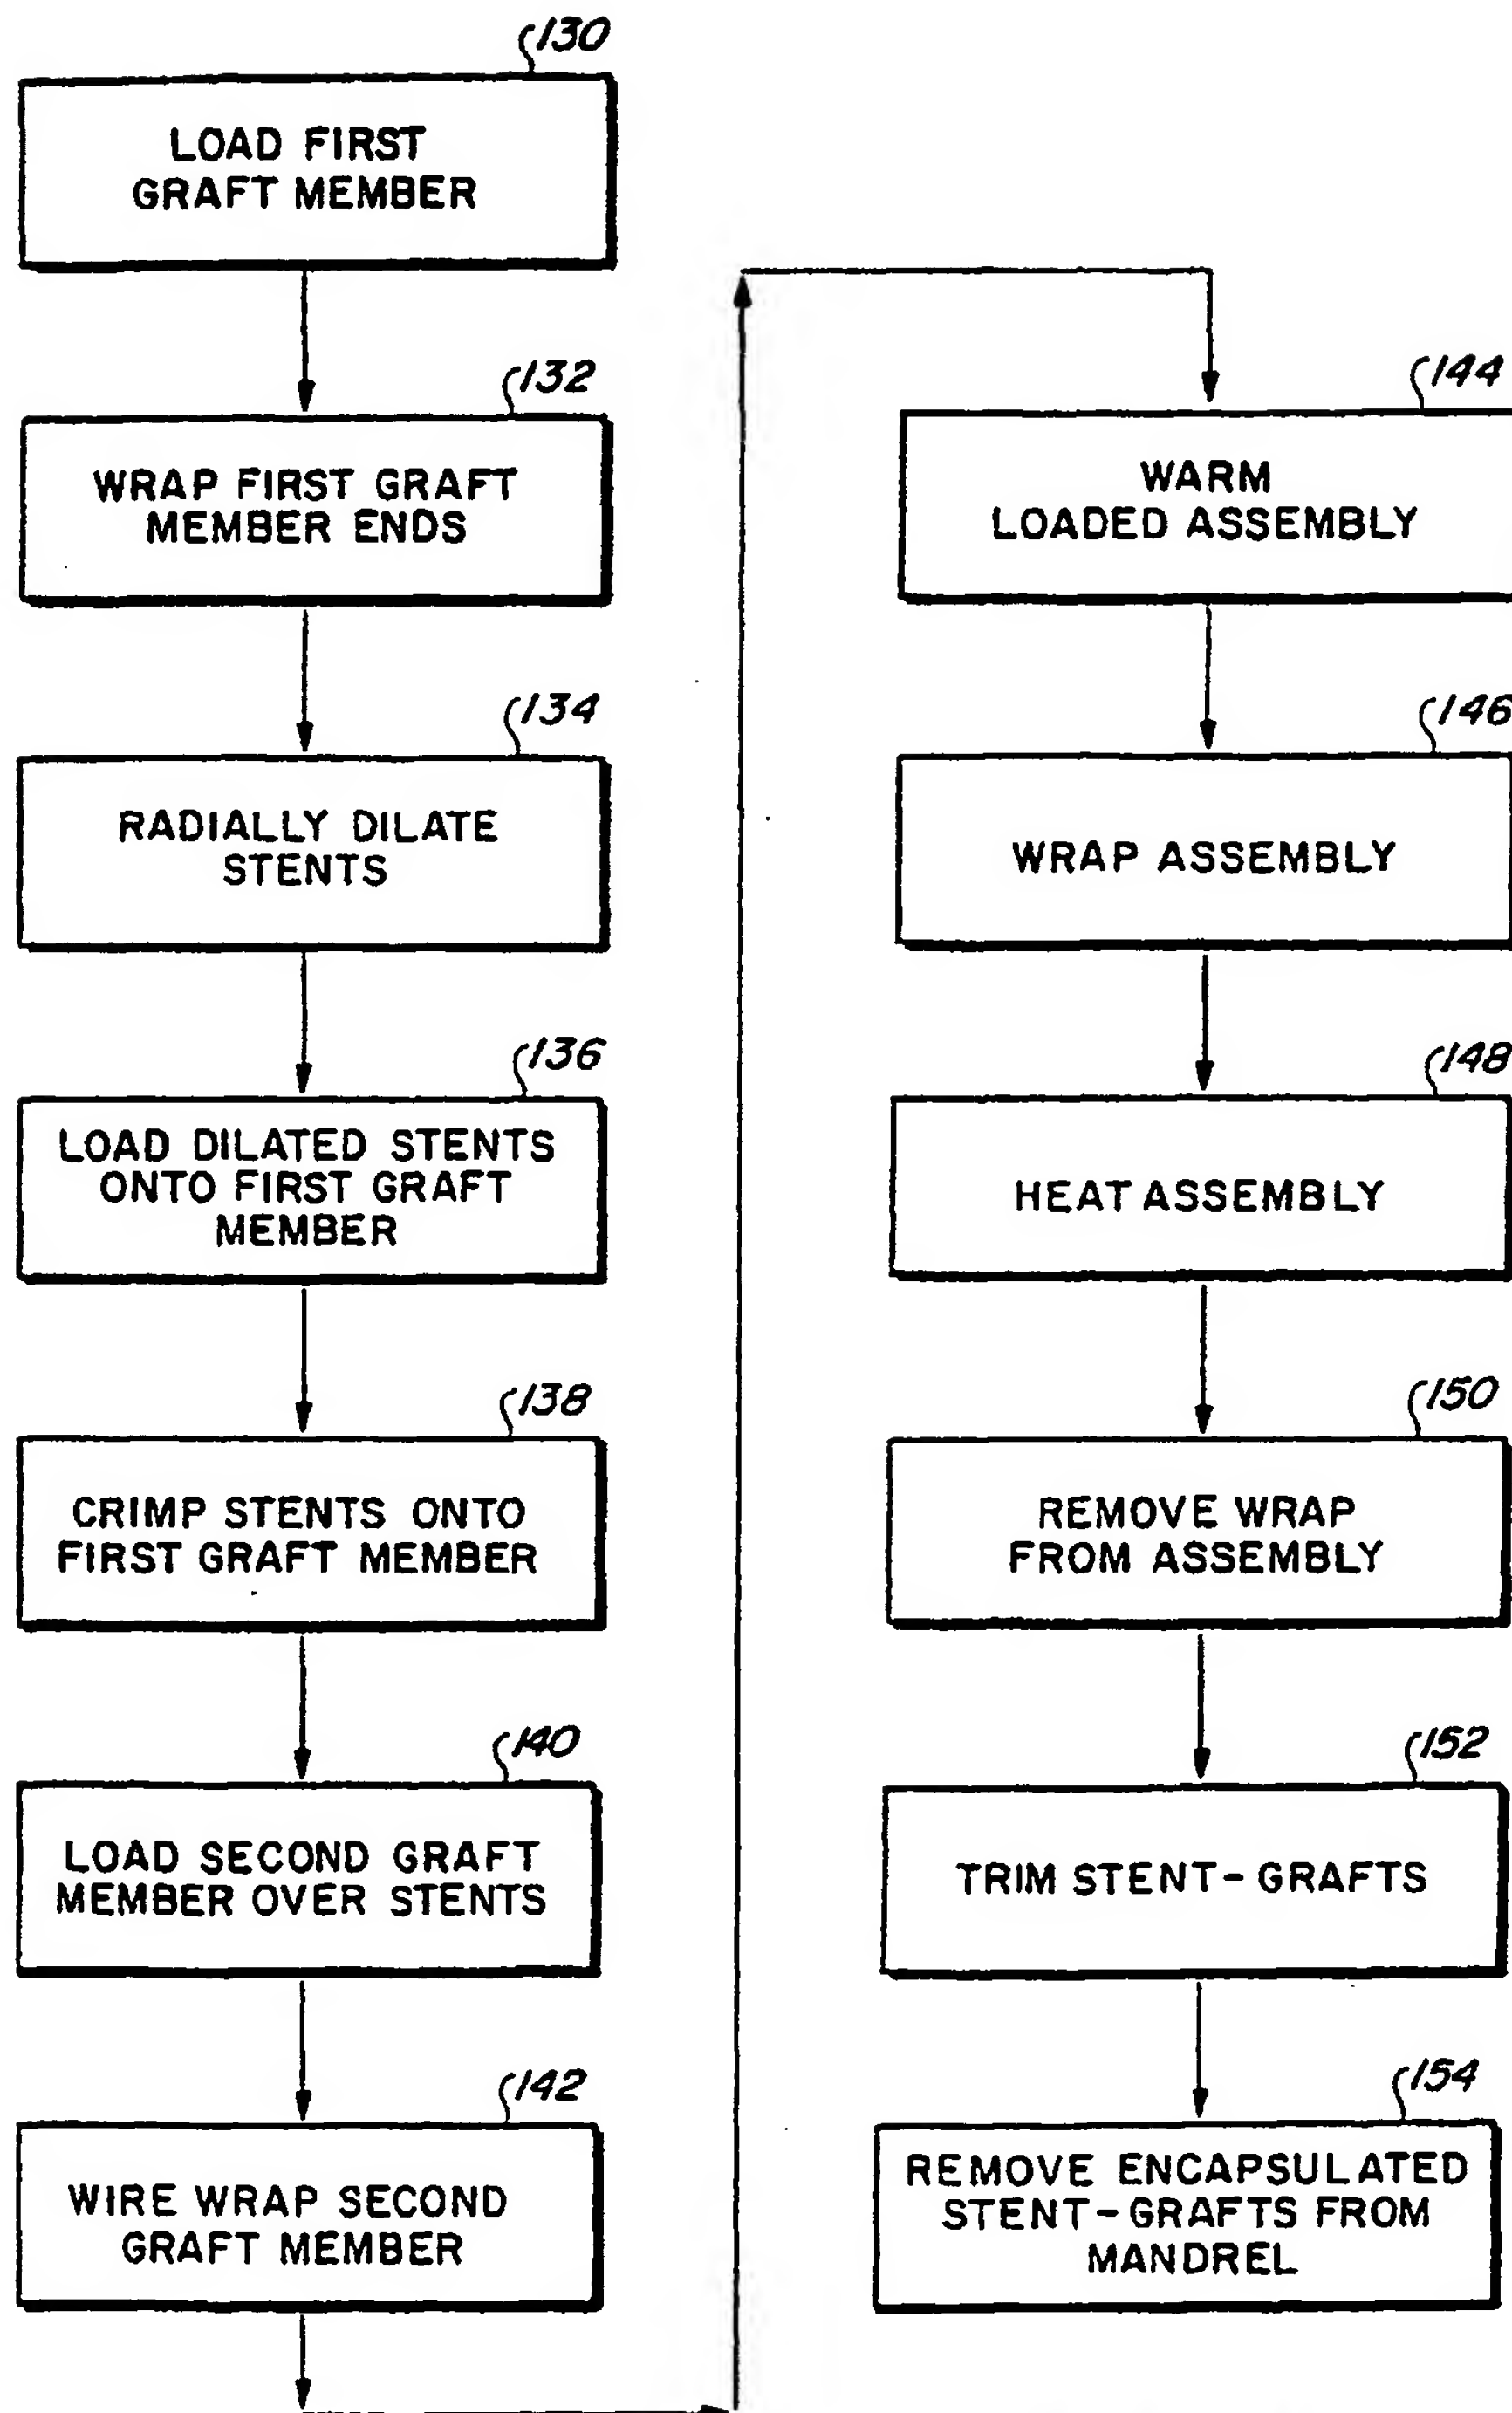 130
LOAD FIRST
GRAFT MEMBER
132
WRAP FIRST GRAFT
MEMBER ENDS
134
RADIALLY DILATE
STENTS
136
LOAD DILATED STENTS
ONTO FIRST GRAFT
MEMBER
138
CRIMP STENTS ONTO
FIRST GRAFT MEMBER
140
LOAD SECOND GRAFT
MEMBER OVER STENTS
142
WIRE WRAP SECOND
GRAFT MEMBER
144
WARM
LOADED ASSEMBLY
146
WRAP ASSEMBLY
148
HEAT ASSEMBLY
150
REMOVE WRAP
FROM ASSEMBLY
152
TRIM STENT-GRAFTS
154
REMOVE ENCAPSULATED
STENT-GRAFTS FROM
MANDREL